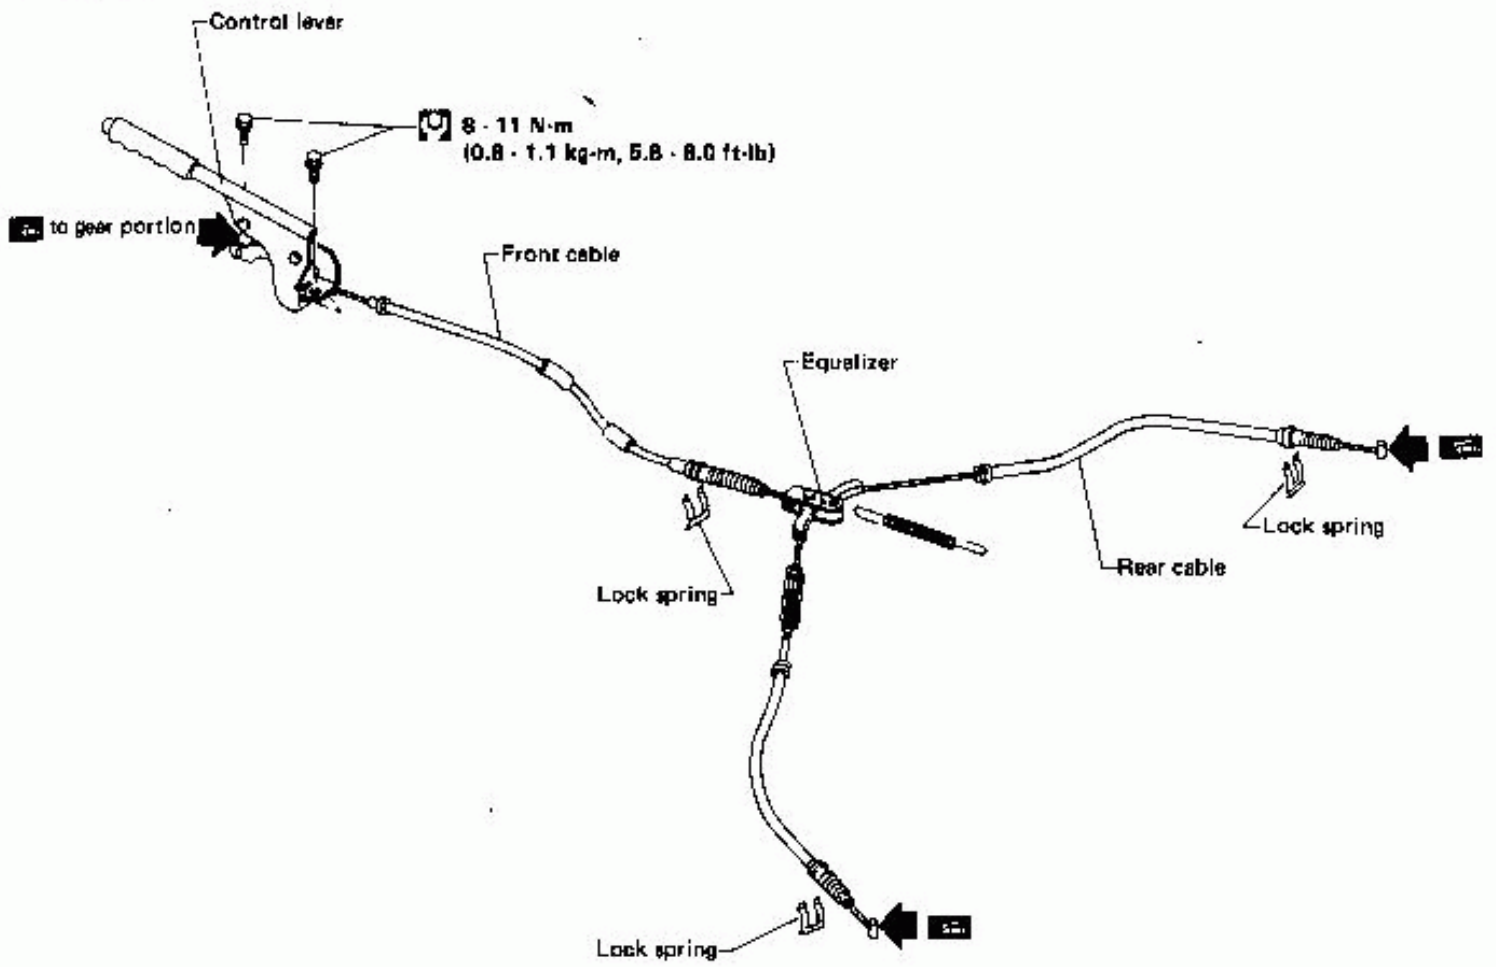 Control lever
8 - 11 N·m
(0.8 - 1.1 kg-m, 5.8 - 8.0 ft-lb)
to gear portion
Front cable
Equalizer
Lock spring
Rear cable
Lock spring
Lock spring